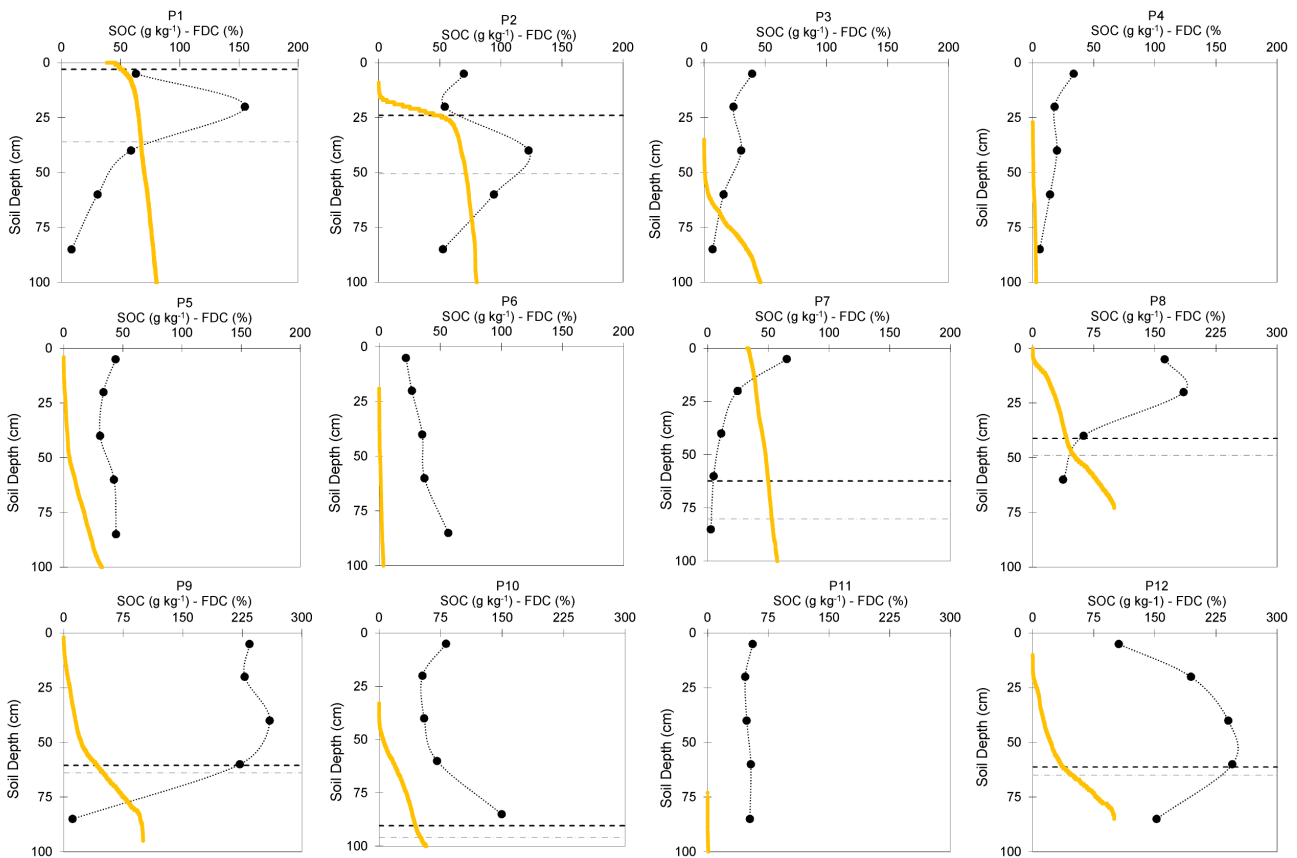 P1
SOC (g kg⁻¹) - FDC (%)
0 50 100 150 200
0
25
50
75
100
Soil Depth (cm)
P2
SOC (g kg⁻¹) - FDC (%)
0 50 100 150 200
0
25
50
75
100
Soil Depth (cm)
P3
SOC (g kg⁻¹) - FDC (%)
0 50 100 150 200
0
25
50
75
100
Soil Depth (cm)
P4
SOC (g kg⁻¹) - FDC (%
0 50 100 150 200
0
25
50
75
100
Soil Depth (cm)
P5
SOC (g kg⁻¹) - FDC (%)
0 50 100 150 200
0
25
50
75
100
Soil Depth (cm)
P6
SOC (g kg⁻¹) - FDC (%)
0 50 100 150 200
0
25
50
75
100
Soil Depth (cm)
P7
SOC (g kg⁻¹) - FDC (%)
0 50 100 150 200
0
25
50
75
100
Soil Depth (cm)
P8
SOC (g kg⁻¹) - FDC (%)
0 75 150 225 300
0
25
50
75
100
Soil Depth (cm)
P9
SOC (g kg⁻¹) - FDC (%)
0 75 150 225 300
0
25
50
75
100
Soil Depth (cm)
P10
SOC (g kg⁻¹) - FDC (%)
0 75 150 225 300
0
25
50
75
100
Soil Depth (cm)
P11
SOC (g kg⁻¹) - FDC (%)
0 75 150 225 300
0
25
50
75
100
Soil Depth (cm)
P12
SOC (g kg-1) - FDC (%)
0 75 150 225 300
0
25
50
75
100
Soil Depth (cm)